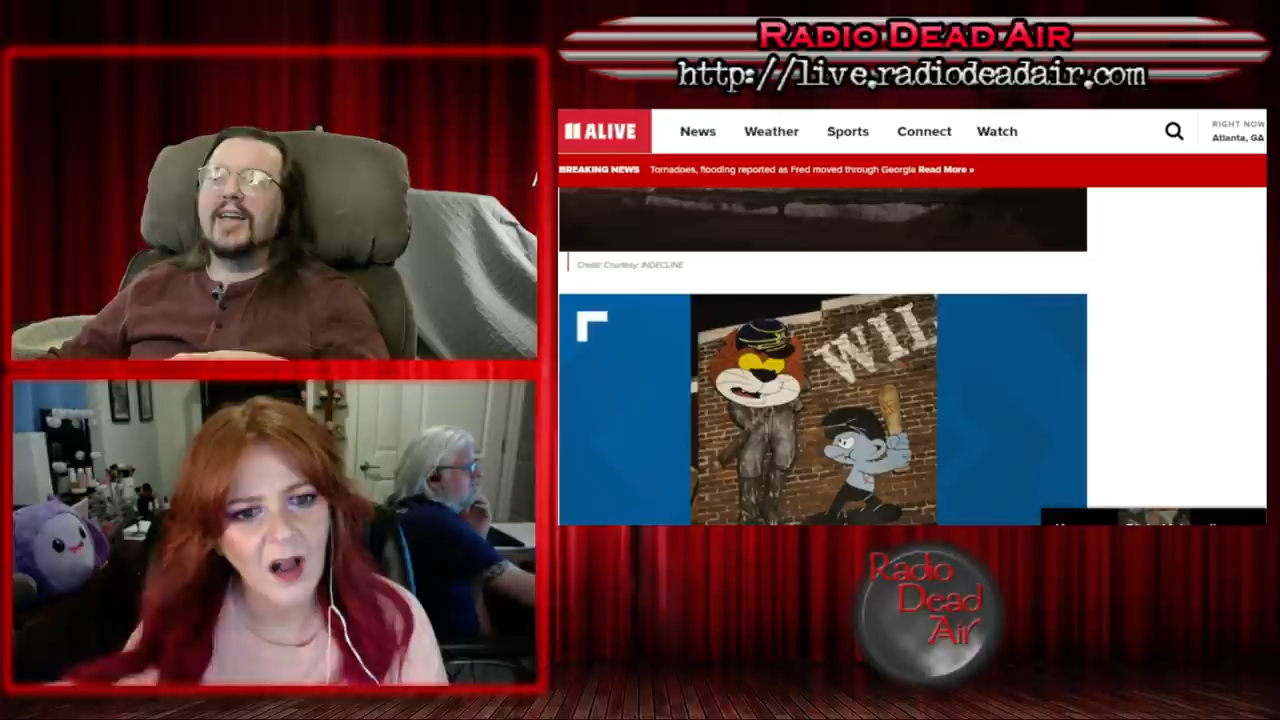 RADIO DEAD AIR
http://live.radiodeadair.com
11 ALIVE
News
Weather
Sports
Connect
Watch
RIGHT NOW
Atlanta, GA
BREAKING NEWS Tornadoes, flooding reported as Fred moved through Georgia Read More »
Credit: Courtesy: INDECLINE
WIL
Radio
Dead
Air